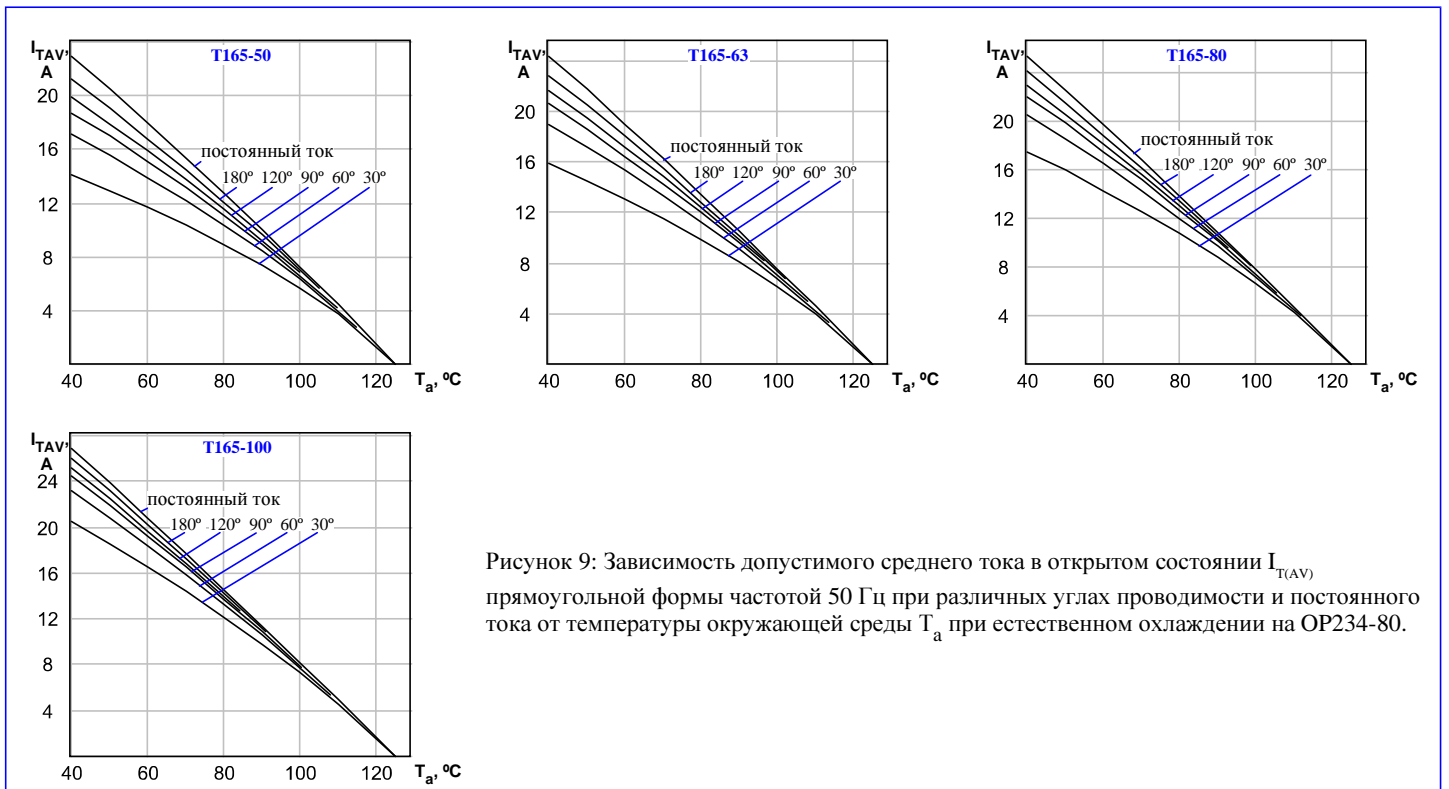 I_TAV, A
T165-50
20
16
12
8
4
постоянный ток
180º 120º 90º 60º 30º
40 60 80 100 120 T_a, ºC
I_TAV, A
T165-63
20
16
12
8
4
постоянный ток
180º 120º 90º 60º 30º
40 60 80 100 120 T_a, ºC
I_TAV, A
T165-80
20
16
12
8
4
постоянный ток
180º 120º 90º 60º 30º
40 60 80 100 120 T_a, ºC
I_TAV, A
T165-100
24
20
16
12
8
4
постоянный ток
180º 120º 90º 60º 30º
40 60 80 100 120 T_a, ºC
Рисунок 9: Зависимость допустимого среднего тока в открытом состоянии I_T(AV)
прямоугольной формы частотой 50 Гц при различных углах проводимости и постоянного
тока от температуры окружающей среды T_a при естественном охлаждении на ОР234-80.